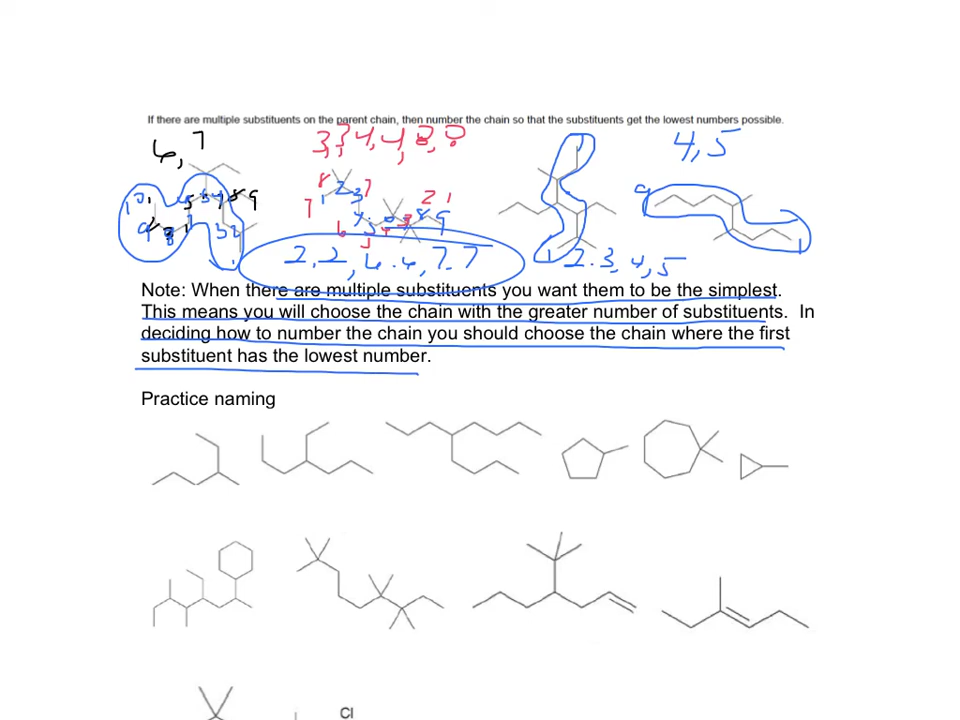 If there are multiple substituents on the parent chain, then number the chain so that the substituents get the lowest numbers possible.
6, 7
4, 5
2, 2, 6, 6, 7, 7
2, 3, 4, 5
Note: When there are multiple substituents you want them to be the simplest.
This means you will choose the chain with the greater number of substituents. In
deciding how to number the chain you should choose the chain where the first
substituent has the lowest number.
Practice naming
Cl